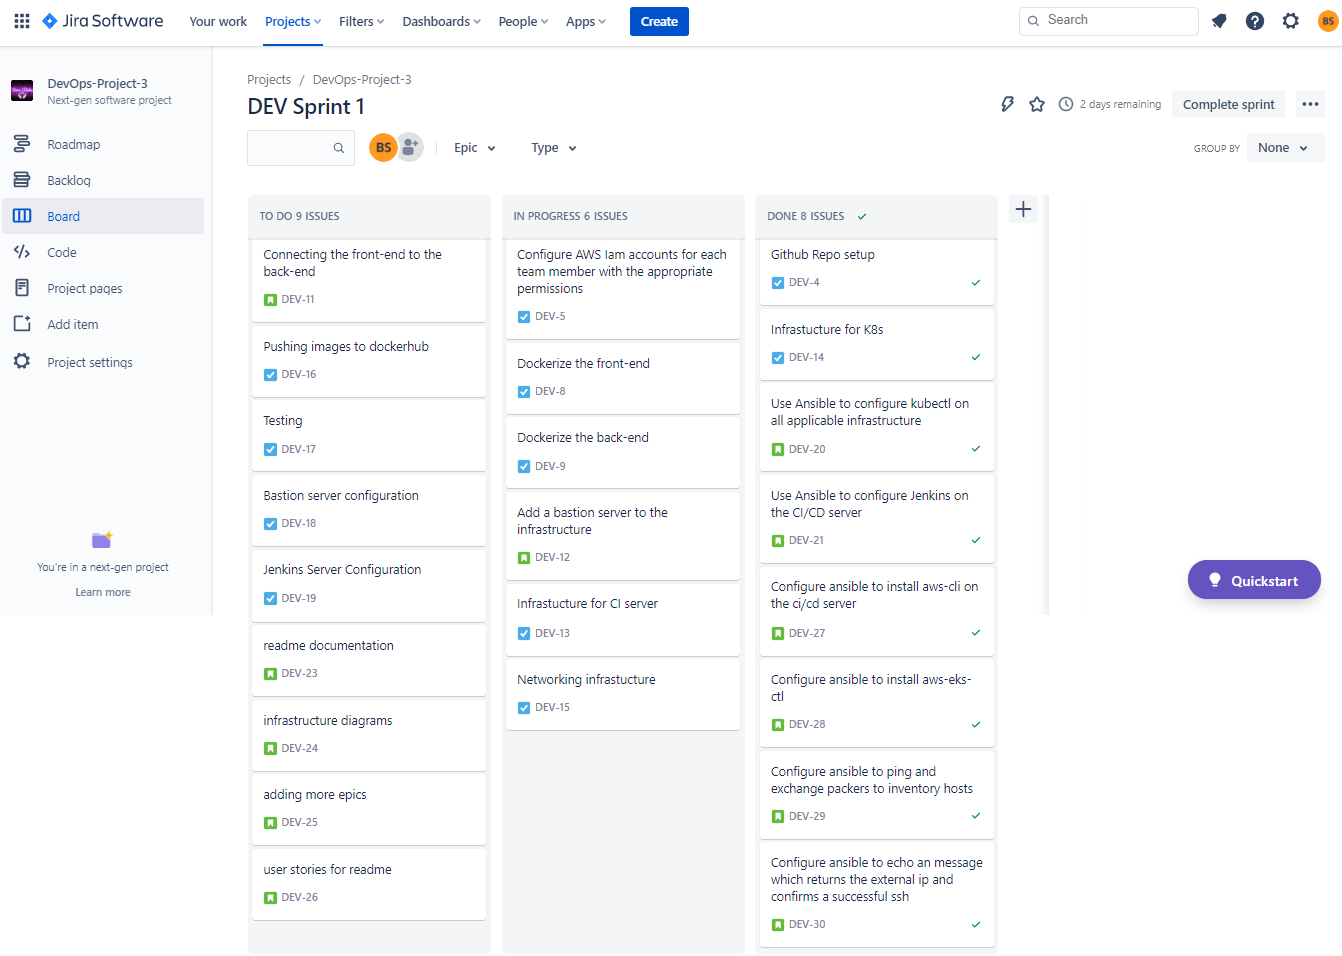 Jira Software
Your work
Projects
Filters
Dashboards
People
Apps
Create
Search
BS
DevOps-Project-3
Next-gen software project
Roadmap
Backlog
Board
Code
Project pages
Add item
Project settings
You're in a next-gen project
Learn more
Projects / DevOps-Project-3
DEV Sprint 1
2 days remaining
Complete sprint
BS
Epic
Type
GROUP BY
None
TO DO 9 ISSUES
Connecting the front-end to the
back-end
DEV-11
Pushing images to dockerhub
DEV-16
Testing
DEV-17
Bastion server configuration
DEV-18
Jenkins Server Configuration
DEV-19
readme documentation
DEV-23
infrastructure diagrams
DEV-24
adding more epics
DEV-25
user stories for readme
DEV-26
IN PROGRESS 6 ISSUES
Configure AWS Iam accounts for each
team member with the appropriate
permissions
DEV-5
Dockerize the front-end
DEV-8
Dockerize the back-end
DEV-9
Add a bastion server to the
infrastructure
DEV-12
Infrastucture for CI server
DEV-13
Networking infrastucture
DEV-15
DONE 8 ISSUES
Github Repo setup
DEV-4
Infrastucture for K8s
DEV-14
Use Ansible to configure kubectl on
all applicable infrastructure
DEV-20
Use Ansible to configure Jenkins on
the CI/CD server
DEV-21
Configure ansible to install aws-cli on
the ci/cd server
DEV-27
Configure ansible to install aws-eks-
ctl
DEV-28
Configure ansible to ping and
exchange packers to inventory hosts
DEV-29
Configure ansible to echo an message
which returns the external ip and
confirms a successful ssh
DEV-30
Quickstart